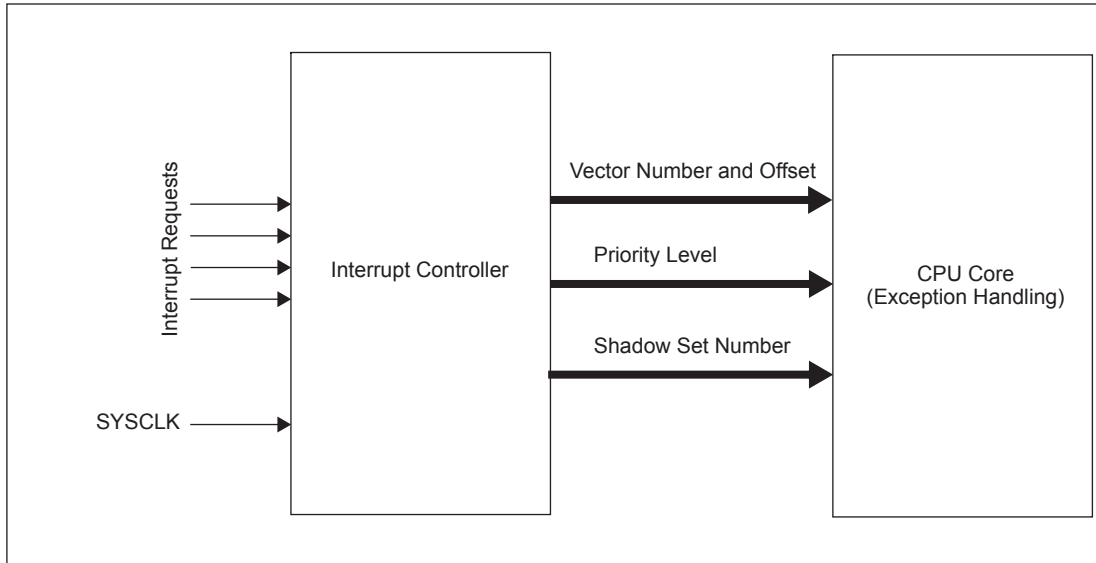 Interrupt Requests
SYSCLK
Interrupt Controller
Vector Number and Offset
Priority Level
Shadow Set Number
CPU Core
(Exception Handling)